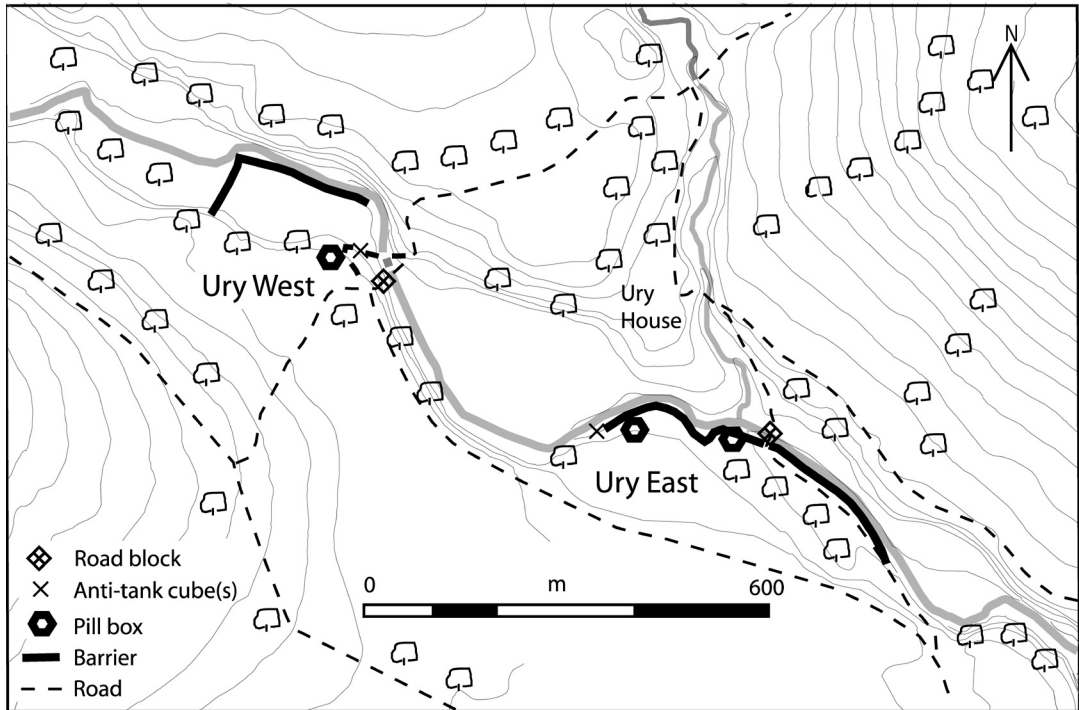 N
Ury West
Ury
House
Ury East
0 m 600
Road block
Anti-tank cube(s)
Pill box
Barrier
Road